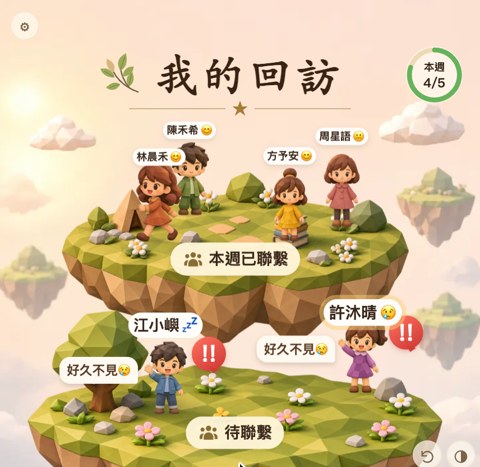 我的回訪
本週
4/5
陳禾希😊
林晨禾😊
方予安😊
周星語😐
本週已聯繫
江小嶼💤
許沐晴😢
!!
!!
好久不見😢
好久不見😢
待聯繫